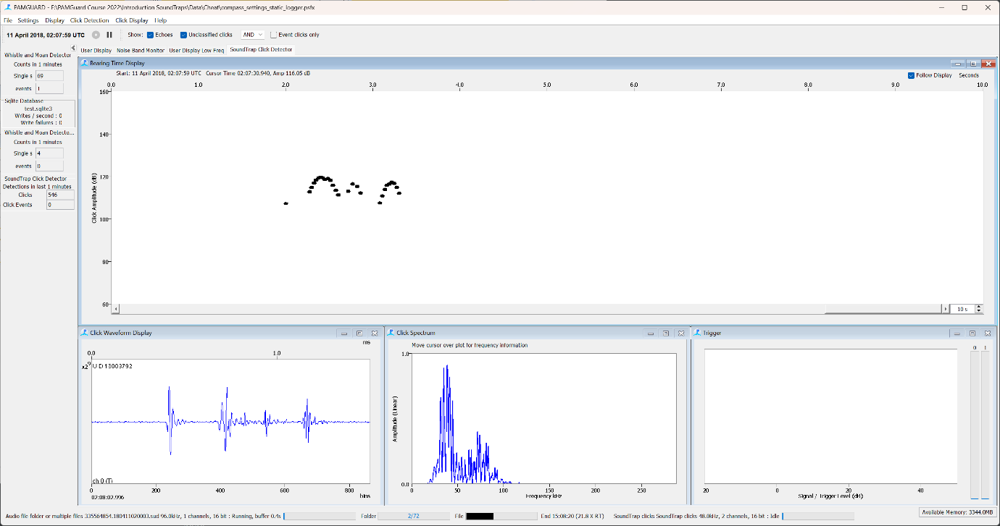 PAMGUARD - E:\PAMGuard Course 2022\Introduction SoundTraps\Data\Cheat\compass_settings_static_logger.psfx
File Settings Display Click Detection Click Display Help
11 April 2018, 02:07:59 UTC Show: Echoes Unclassified clicks AND Event clicks only
User Display Noise Band Monitor User Display Low Freq SoundTrap Click Detector
Whistle and Moan Detector
Counts in 1 minutes
Single s 69
events 1
Sqlite Database
test.sqlite3
Writes / second : 0
Write failures : 0
Whistle and Moan Detecto...
Counts in 1 minutes
Single s 4
events 0
SoundTrap Click Detector
Detections in last 1 minutes
Clicks 546
Click Events 0
Bearing Time Display
Start: 11 April 2018, 02:07:59 UTC Cursor Time 02:07:30.940, Amp 116.05 dB
Follow Display Seconds
0.0 1.0 2.0 3.0 4.0 5.0 6.0 7.0 8.0 9.0 10.0
160
140
120
100
80
60
Click Amplitude (dB)
10 s
Click Waveform Display
ms
0.0 1.0
x2^9
UID 16003792
ch 0 (T)
0 200 400 600 800
bins
02:08:02.996
Click Spectrum
Move cursor over plot for frequency information
1.0
Amplitude (Linear)
0.0
0 50 100 150 200 250
Frequency kHz
Trigger
0 1
20 0 20 40
Signal / Trigger Level (dB)
Audio file folder or multiple files 335564854.180411020003.sud 96.0kHz, 1 channels, 16 bit : Running, buffer 0.4s Folder 2/72 File End 15:08:20 (21.8 X RT) SoundTrap clicks SoundTrap clicks 48.0kHz, 2 channels, 16 bit : Idle Available Memory: 3344.0MB